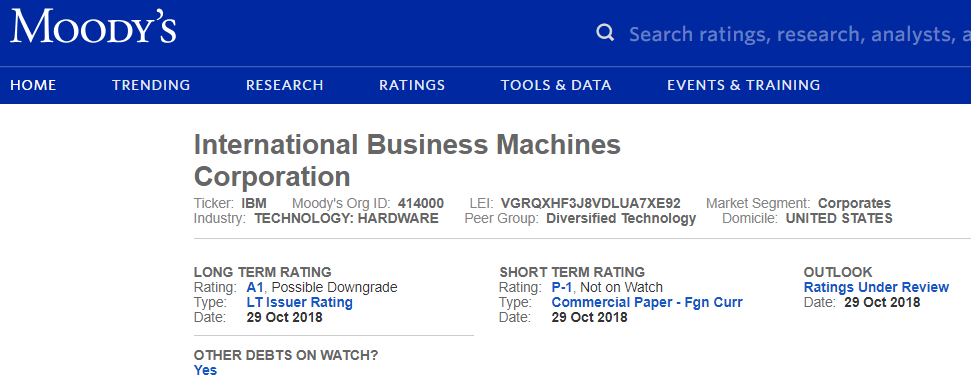 MOODY'S
Search ratings, research, analysts, a
HOME TRENDING RESEARCH RATINGS TOOLS & DATA EVENTS & TRAINING
International Business Machines
Corporation
Ticker: IBM Moody's Org ID: 414000 LEI: VGRQXHF3J8VDLUA7XE92 Market Segment: Corporates
Industry: TECHNOLOGY: HARDWARE Peer Group: Diversified Technology Domicile: UNITED STATES
LONG TERM RATING
Rating: A1, Possible Downgrade
Type: LT Issuer Rating
Date: 29 Oct 2018
SHORT TERM RATING
Rating: P-1, Not on Watch
Type: Commercial Paper - Fgn Curr
Date: 29 Oct 2018
OUTLOOK
Ratings Under Review
Date: 29 Oct 2018
OTHER DEBTS ON WATCH?
Yes